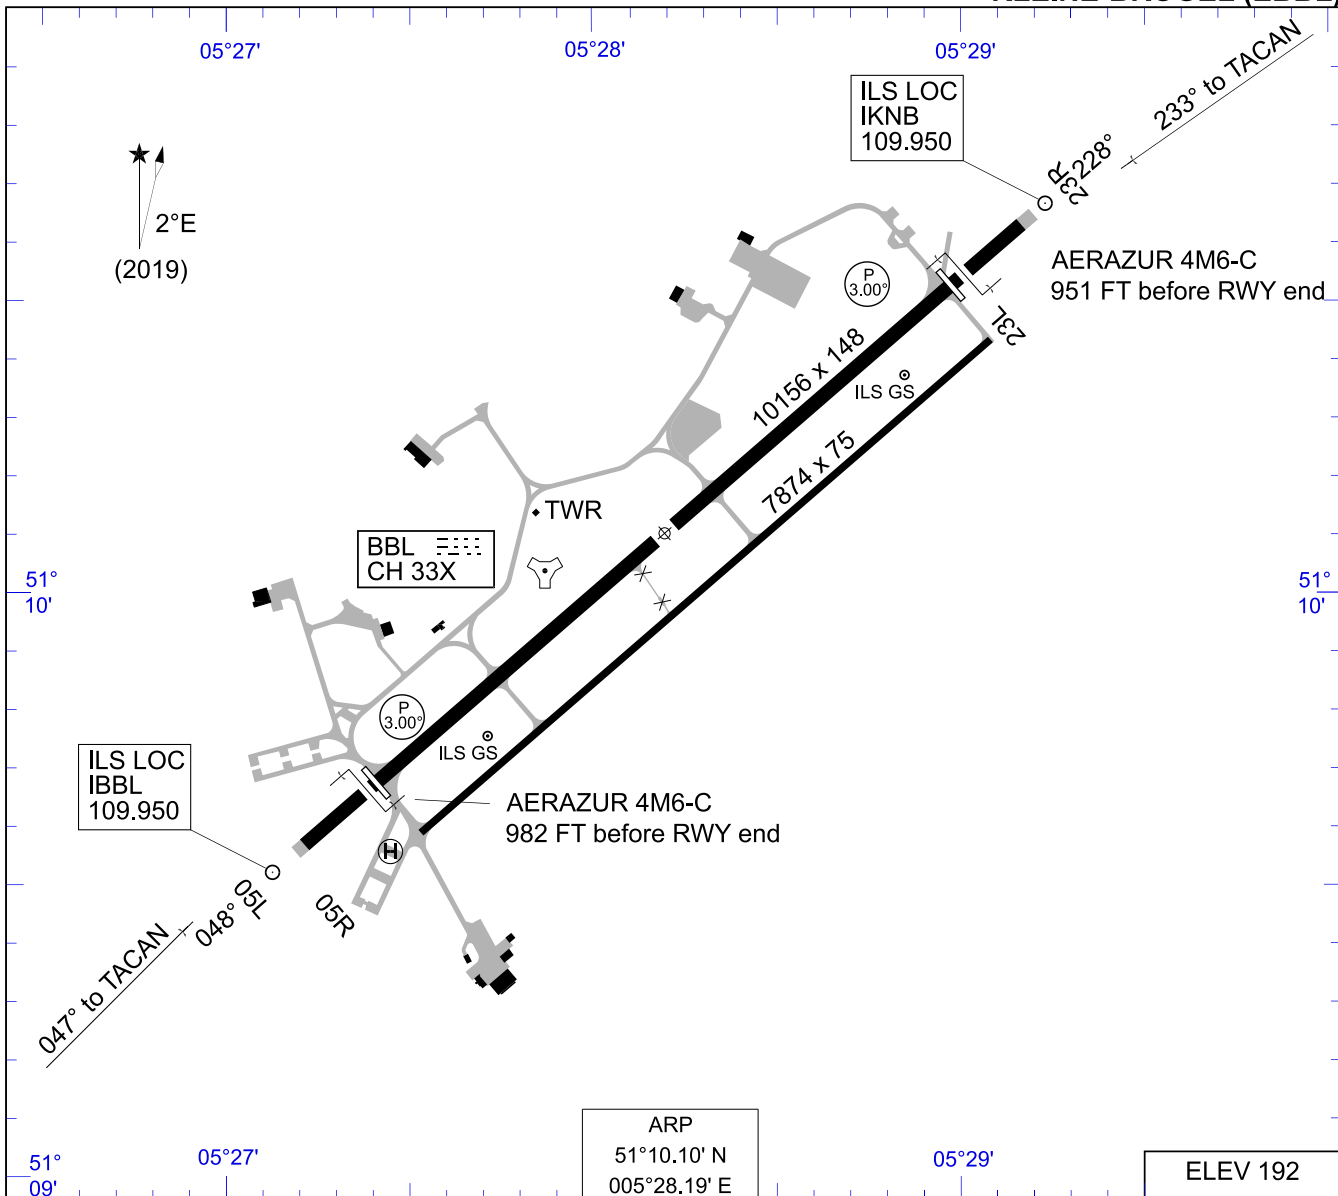 05°27'
05°28'
05°29'
ILS LOC
IKNB
109.950
233° to TACAN
228°
23R
2°E
(2019)
AERAZUR 4M6-C
951 FT before RWY end
P
3.00°
23L
10156 x 148
ILS GS
7874 x 75
TWR
BBL
CH 33X
51°
10'
51°
10'
P
3.00°
ILS GS
ILS LOC
IBBL
109.950
AERAZUR 4M6-C
982 FT before RWY end
H
05L
048°
05R
047° to TACAN
ARP
51°10.10' N
005°28.19' E
05°27'
05°29'
51°
09'
ELEV 192